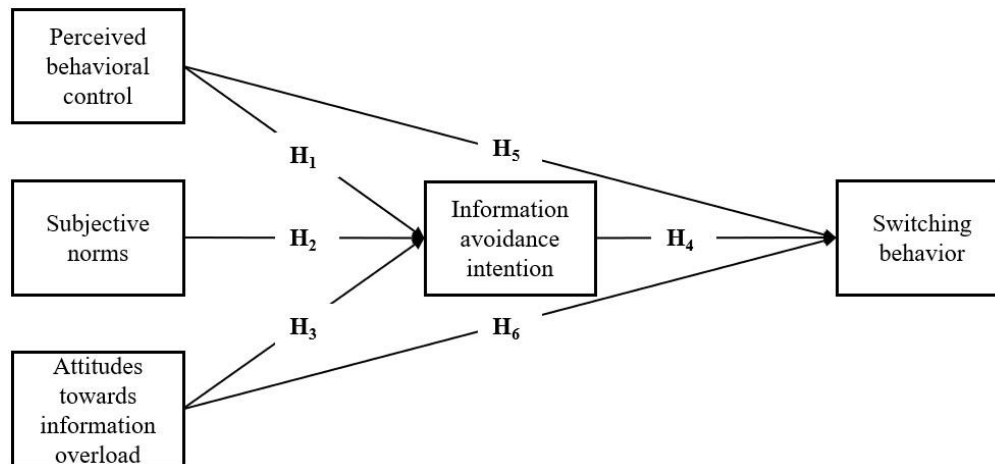 Perceived
behavioral
control
H₁
H₅
Subjective
norms
H₂
Information
avoidance
intention
H₄
Switching
behavior
H₃
H₆
Attitudes
towards
information
overload